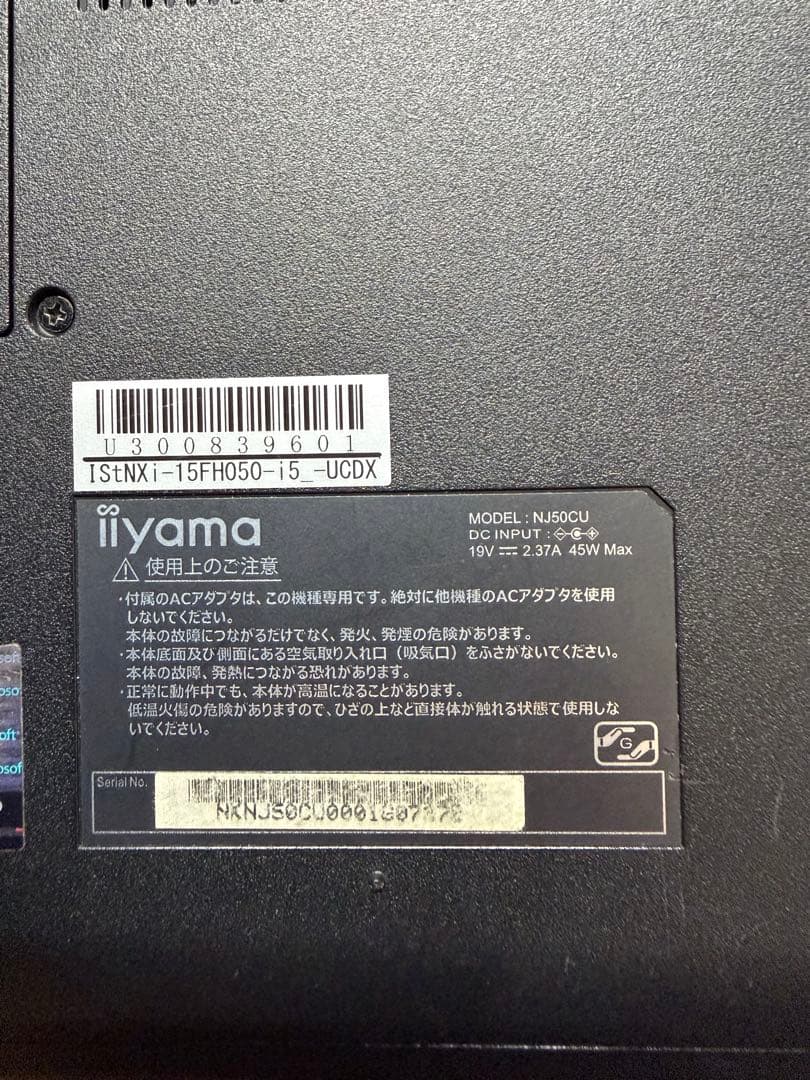 U300839601
IStNXi-15FH050-i5_-UCDX
iiyama
MODEL : NJ50CU
DC INPUT :
19V 2.37A 45W Max
使用上のご注意
・付属のACアダプタは、この機種専用です。絶対に他機種のACアダプタを使用
しないでください。
本体の故障につながるだけでなく、発火、発煙の危険があります。
・本体底面及び側面にある空気取り入れ口（吸気口）をふさがないでください。
本体の故障、発熱につながる恐れがあります。
・正常に動作中でも、本体が高温になることがあります。
低温火傷の危険がありますので、ひざの上など直接体が触れる状態で使用しな
いでください。
G
Serial No.